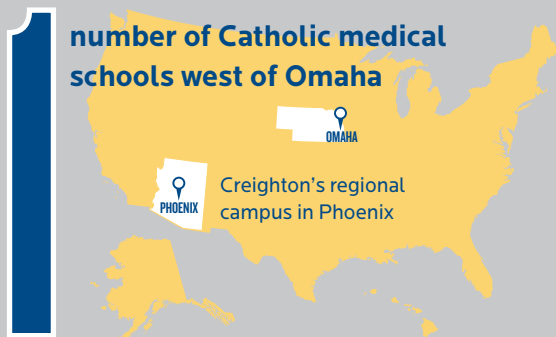 1
number of Catholic medical
schools west of Omaha
OMAHA
PHOENIX
Creighton's regional
campus in Phoenix